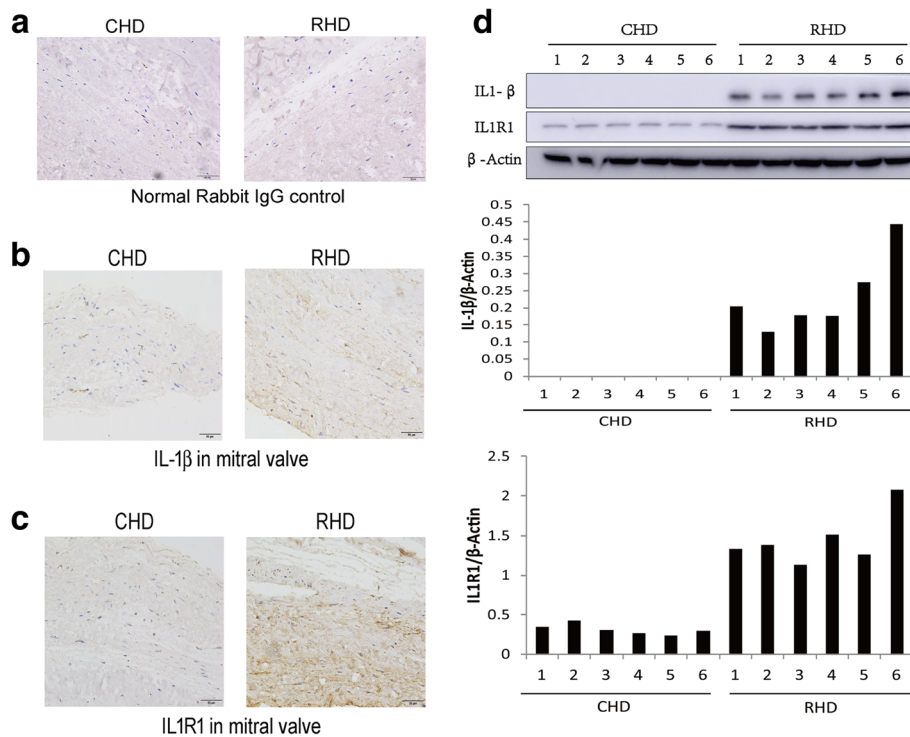 a
CHD
RHD
Normal Rabbit IgG control
b
CHD
RHD
IL-1β in mitral valve
c
CHD
RHD
IL1R1 in mitral valve
d
CHD
RHD
1 2 3 4 5 6 1 2 3 4 5 6
IL1- β
IL1R1
β -Actin
IL-1β/β-Actin
0.5
0.45
0.4
0.35
0.3
0.25
0.2
0.15
0.1
0.05
0
1 2 3 4 5 6 1 2 3 4 5 6
CHD
RHD
IL1R1/β-Actin
2.5
2
1.5
1
0.5
0
1 2 3 4 5 6 1 2 3 4 5 6
CHD
RHD